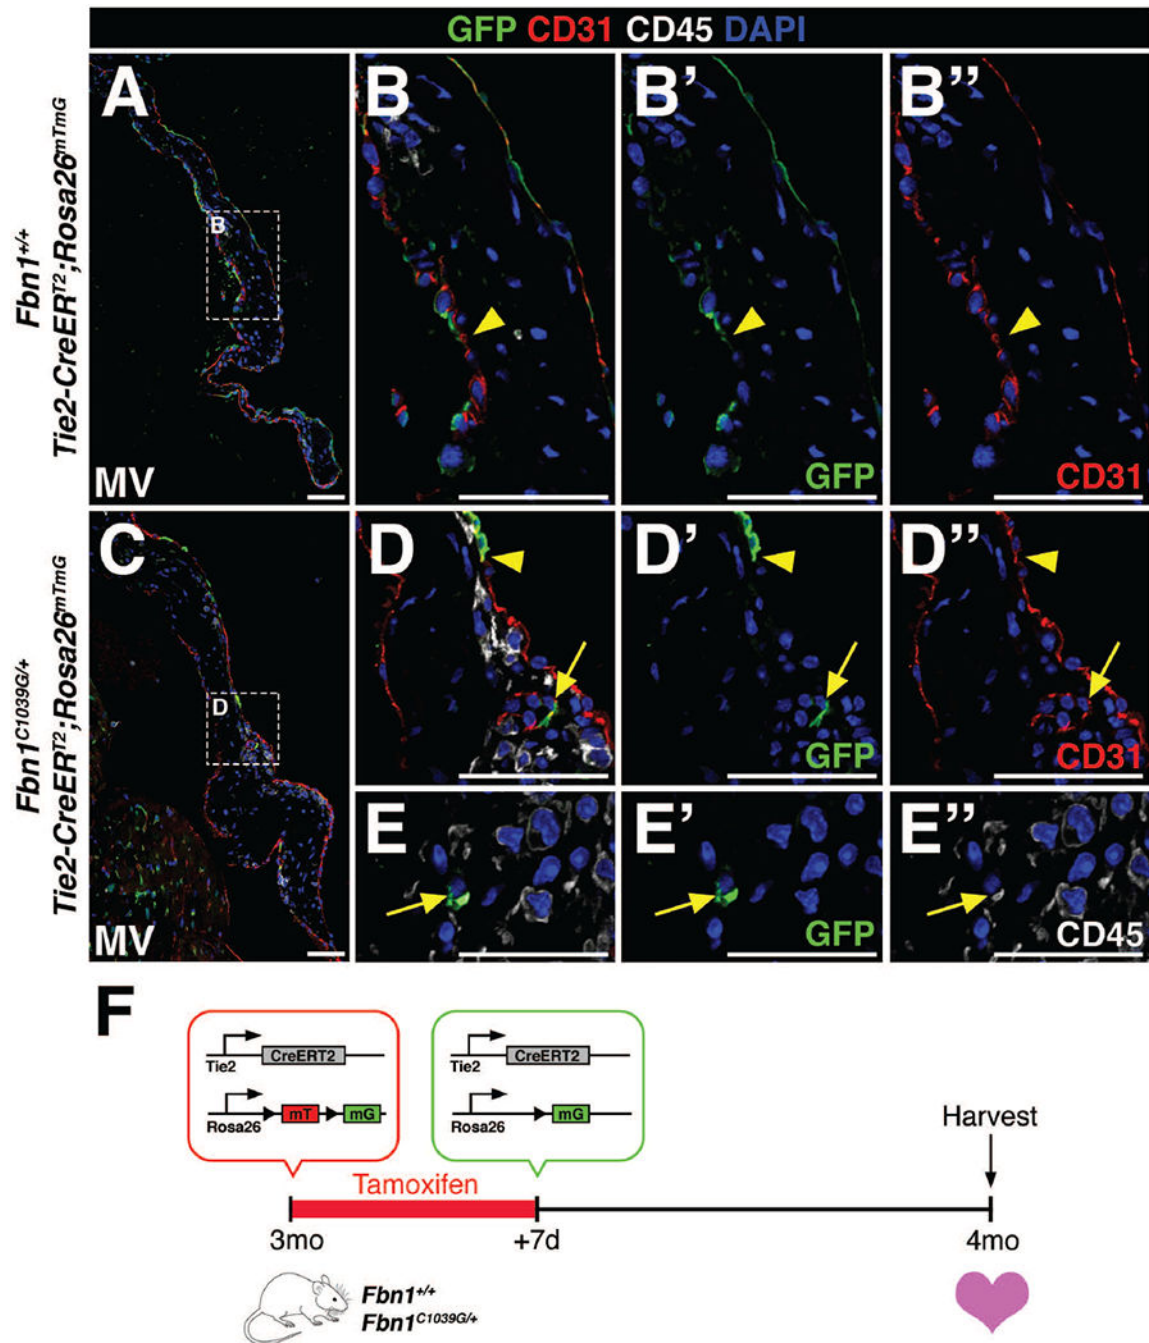 GFP CD31 CD45 DAPI
Fbn1+/+
Tie2-CreERT2;Rosa26mTmG
A
B
MV
B
B’
GFP
B”
CD31
Fbn1C1039G/+
Tie2-CreERT2;Rosa26mTmG
C
D
MV
D
D’
GFP
D”
CD31
E
E’
GFP
E”
CD45
F
Tie2
CreERT2
Rosa26
mT
mG
Tie2
CreERT2
Rosa26
mG
Harvest
Tamoxifen
3mo
+7d
4mo
Fbn1+/+
Fbn1C1039G/+